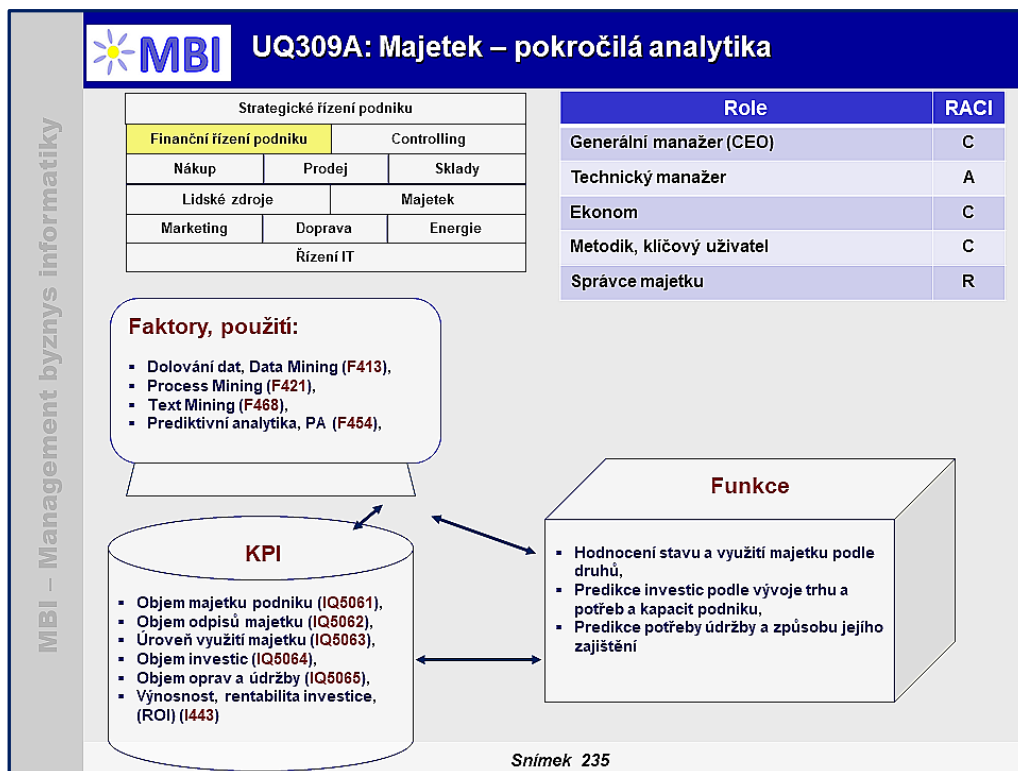 MBI – Management byznys informatiky
MBI
UQ309A: Majetek – pokročilá analytika
Strategické řízení podniku
Finanční řízení podniku
Controlling
Nákup
Prodej
Sklady
Lidské zdroje
Majetek
Marketing
Doprava
Energie
Řízení IT
Role RACI
Generální manažer (CEO) C
Technický manažer A
Ekonom C
Metodik, klíčový uživatel C
Správce majetku R
Faktory, použití:
▪ Dolování dat, Data Mining (F413),
▪ Process Mining (F421),
▪ Text Mining (F468),
▪ Prediktivní analytika, PA (F454),
KPI
▪ Objem majetku podniku (IQ5061),
▪ Objem odpisů majetku (IQ5062),
▪ Úroveň využití majetku (IQ5063),
▪ Objem investic (IQ5064),
▪ Objem oprav a údržby (IQ5065),
▪ Výnosnost, rentabilita investice,
(ROI) (I443)
Funkce
▪ Hodnocení stavu a využití majetku podle
druhů,
▪ Predikce investic podle vývoje trhu a
potřeb a kapacit podniku,
▪ Predikce potřeby údržby a způsobu jejího
zajištění
Snímek 235